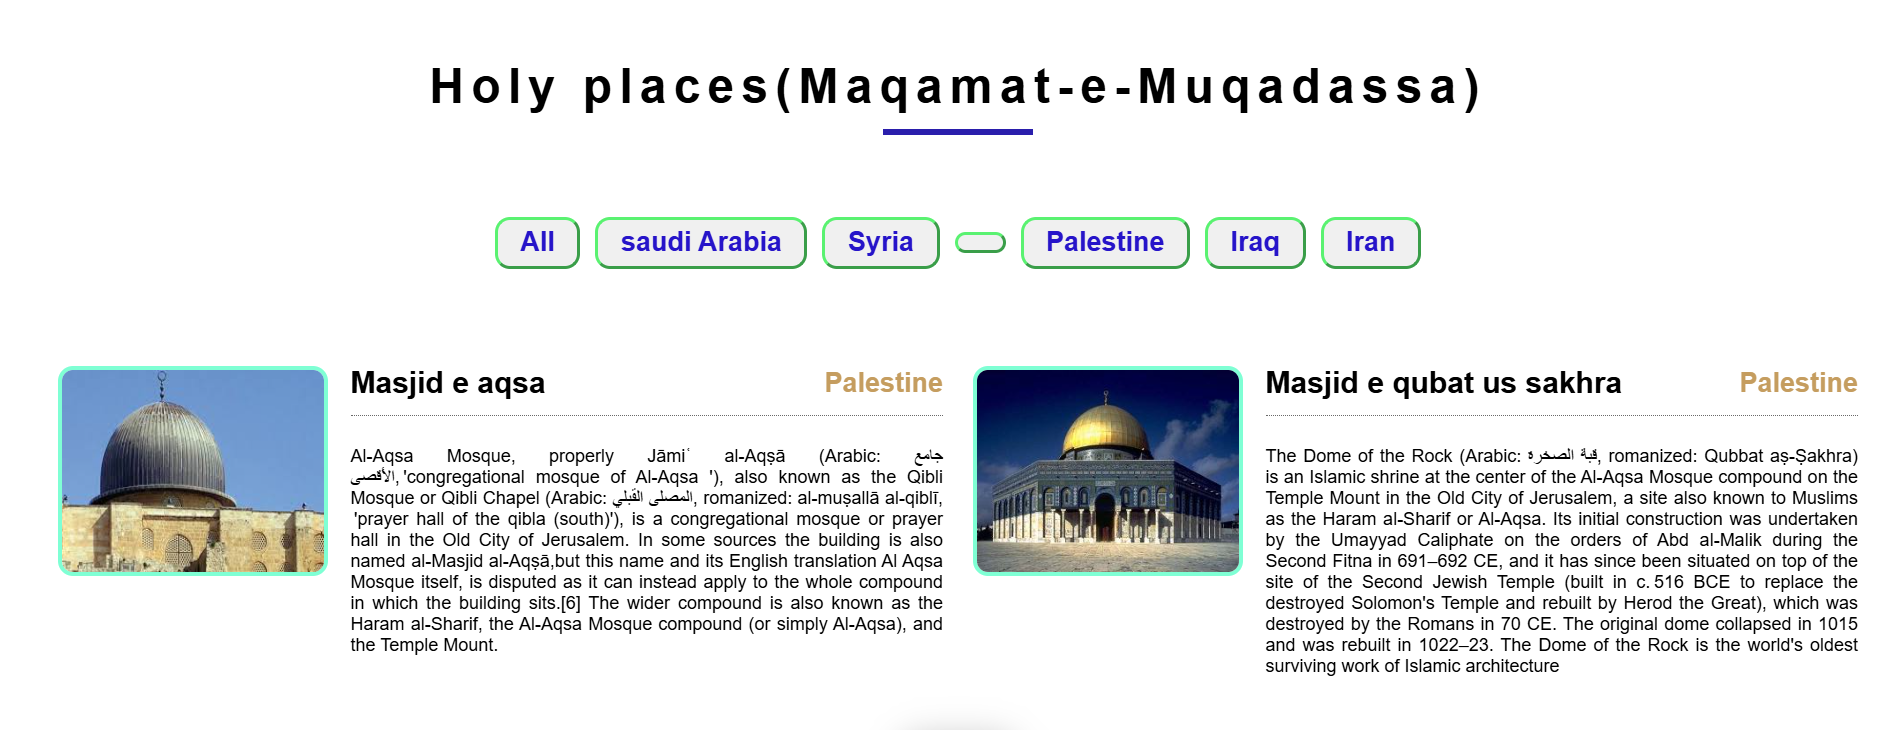 Holy places(Maqamat-e-Muqadassa)
All
saudi Arabia
Syria
Palestine
Iraq
Iran
Masjid e aqsa
Palestine
Al-Aqsa Mosque, properly Jāmiʿ al-Aqṣā (Arabic: جامع
الأقصى, 'congregational mosque of Al-Aqsa '), also known as the Qibli
Mosque or Qibli Chapel (Arabic: المصلى القبلي, romanized: al-muṣallā al-qiblī,
'prayer hall of the qibla (south)'), is a congregational mosque or prayer
hall in the Old City of Jerusalem. In some sources the building is also
named al-Masjid al-Aqṣā,but this name and its English translation Al Aqsa
Mosque itself, is disputed as it can instead apply to the whole compound
in which the building sits.[6] The wider compound is also known as the
Haram al-Sharif, the Al-Aqsa Mosque compound (or simply Al-Aqsa), and
the Temple Mount.
Masjid e qubat us sakhra
Palestine
The Dome of the Rock (Arabic: قبة الصخرة, romanized: Qubbat aṣ-Ṣakhra)
is an Islamic shrine at the center of the Al-Aqsa Mosque compound on the
Temple Mount in the Old City of Jerusalem, a site also known to Muslims
as the Haram al-Sharif or Al-Aqsa. Its initial construction was undertaken
by the Umayyad Caliphate on the orders of Abd al-Malik during the
Second Fitna in 691–692 CE, and it has since been situated on top of the
site of the Second Jewish Temple (built in c. 516 BCE to replace the
destroyed Solomon's Temple and rebuilt by Herod the Great), which was
destroyed by the Romans in 70 CE. The original dome collapsed in 1015
and was rebuilt in 1022–23. The Dome of the Rock is the world's oldest
surviving work of Islamic architecture